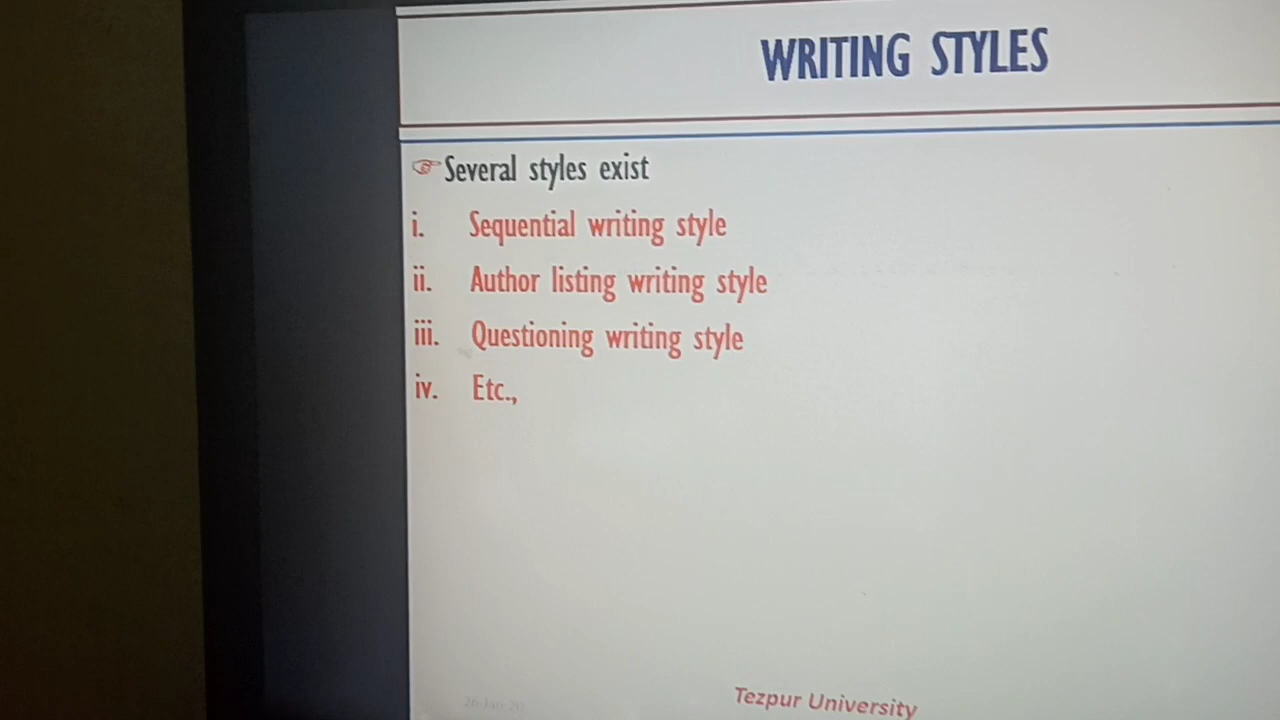 WRITING STYLES
☞Several styles exist
i. Sequential writing style
ii. Author listing writing style
iii. Questioning writing style
iv. Etc.,
Tezpur University